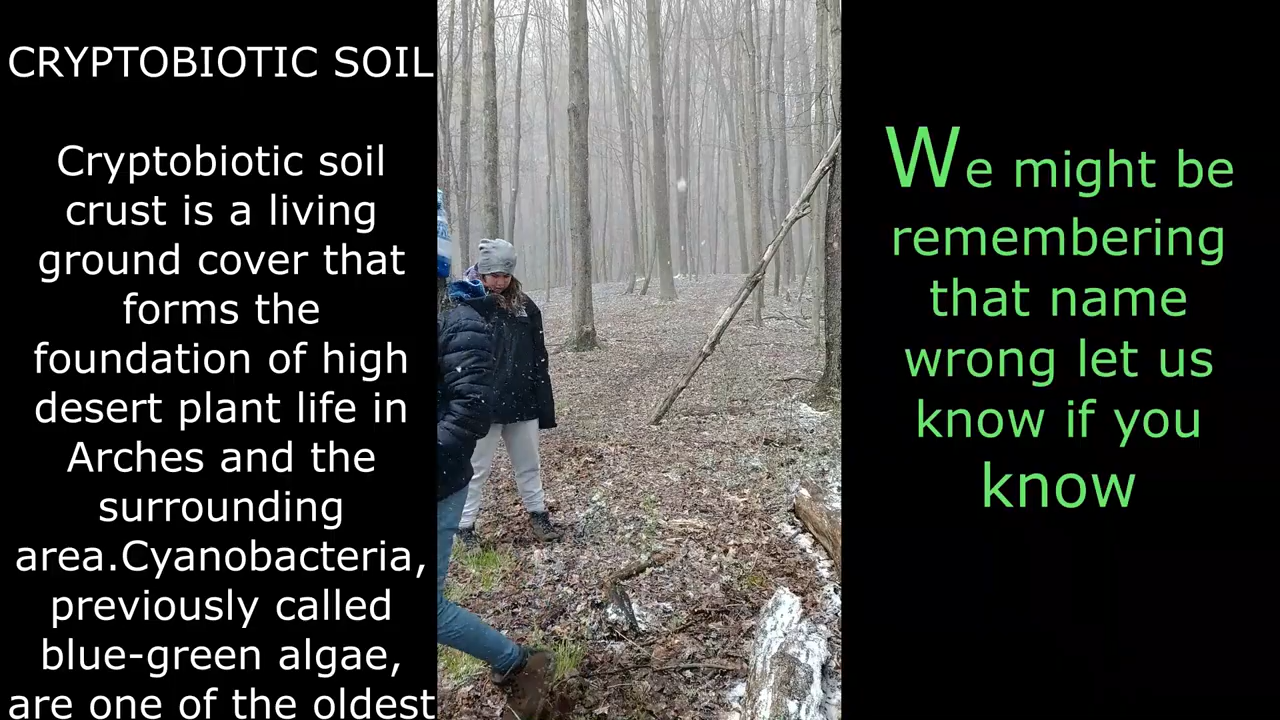 CRYPTOBIOTIC SOIL
Cryptobiotic soil
crust is a living
ground cover that
forms the
foundation of high
desert plant life in
Arches and the
surrounding
area.Cyanobacteria,
previously called
blue-green algae,
are one of the oldest
We might be
remembering
that name
wrong let us
know if you
know